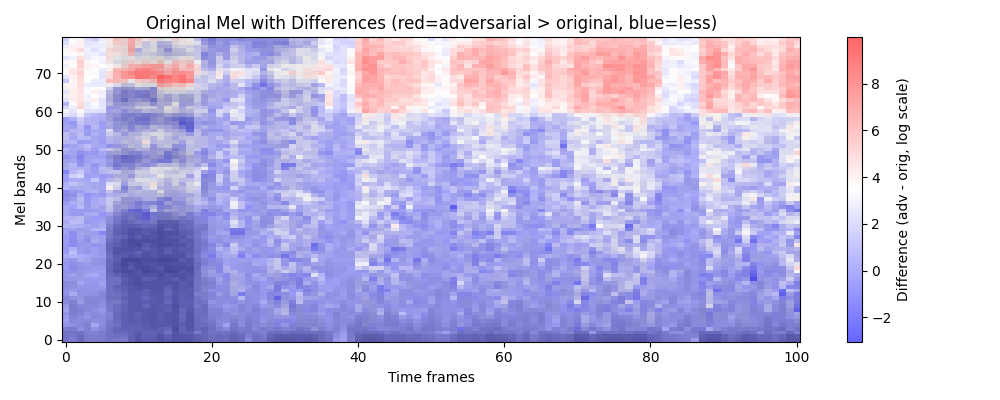 Original Mel with Differences (red=adversarial > original, blue=less)
Mel bands
70
60
50
40
30
20
10
0
0 20 40 60 80 100
Time frames
8
6
4
2
0
−2
Difference (adv - orig, log scale)